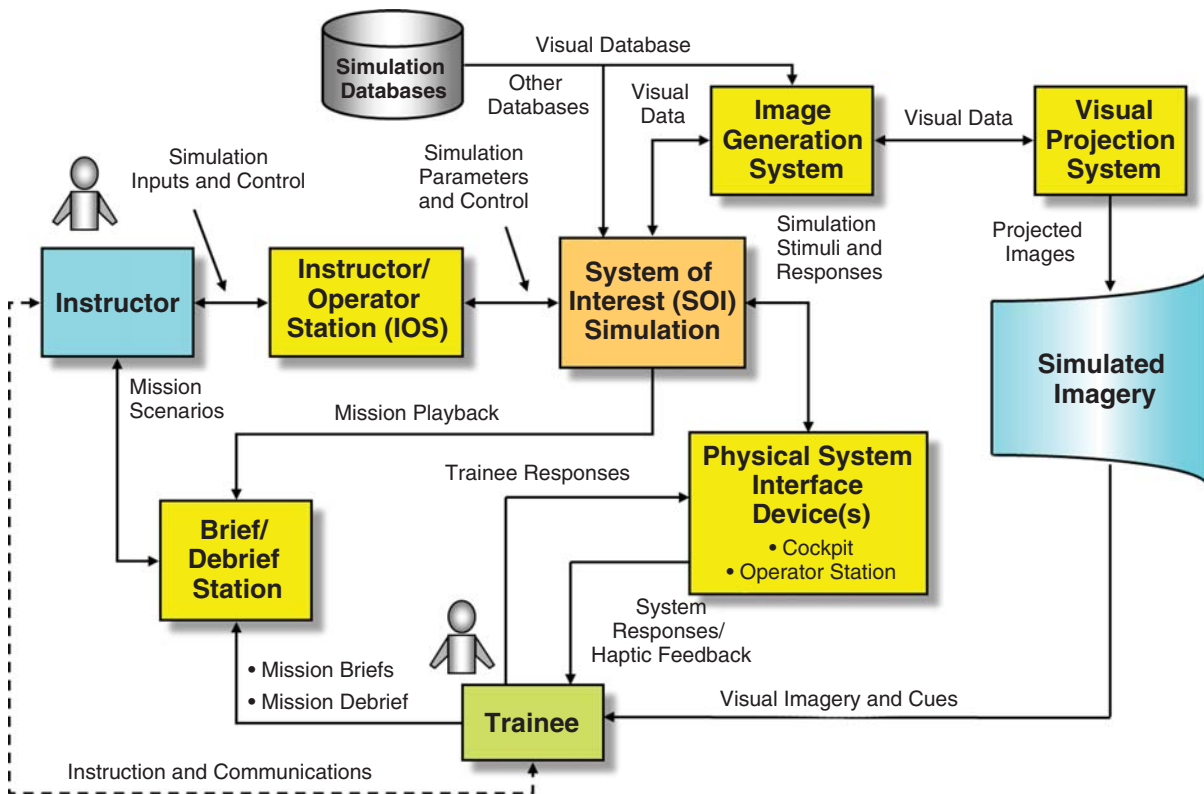 Visual Database
Simulation
Databases
Other
Databases
Visual
Data
Image
Generation
System
Visual Data
Visual
Projection
System
Simulation
Inputs and Control
Simulation
Parameters
and Control
Simulation
Stimuli and
Responses
Projected
Images
Instructor
Instructor/
Operator
Station (IOS)
System of
Interest (SOI)
Simulation
Simulated
Imagery
Mission
Scenarios
Mission Playback
Trainee Responses
Physical System
Interface
Device(s)
• Cockpit
• Operator Station
Brief/
Debrief
Station
System
Responses/
Haptic Feedback
• Mission Briefs
• Mission Debrief
Trainee
Visual Imagery and Cues
Instruction and Communications